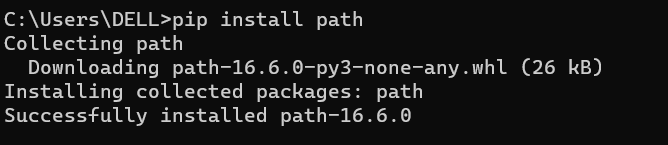 C:\Users\DELL>pip install path
Collecting path
  Downloading path-16.6.0-py3-none-any.whl (26 kB)
Installing collected packages: path
Successfully installed path-16.6.0